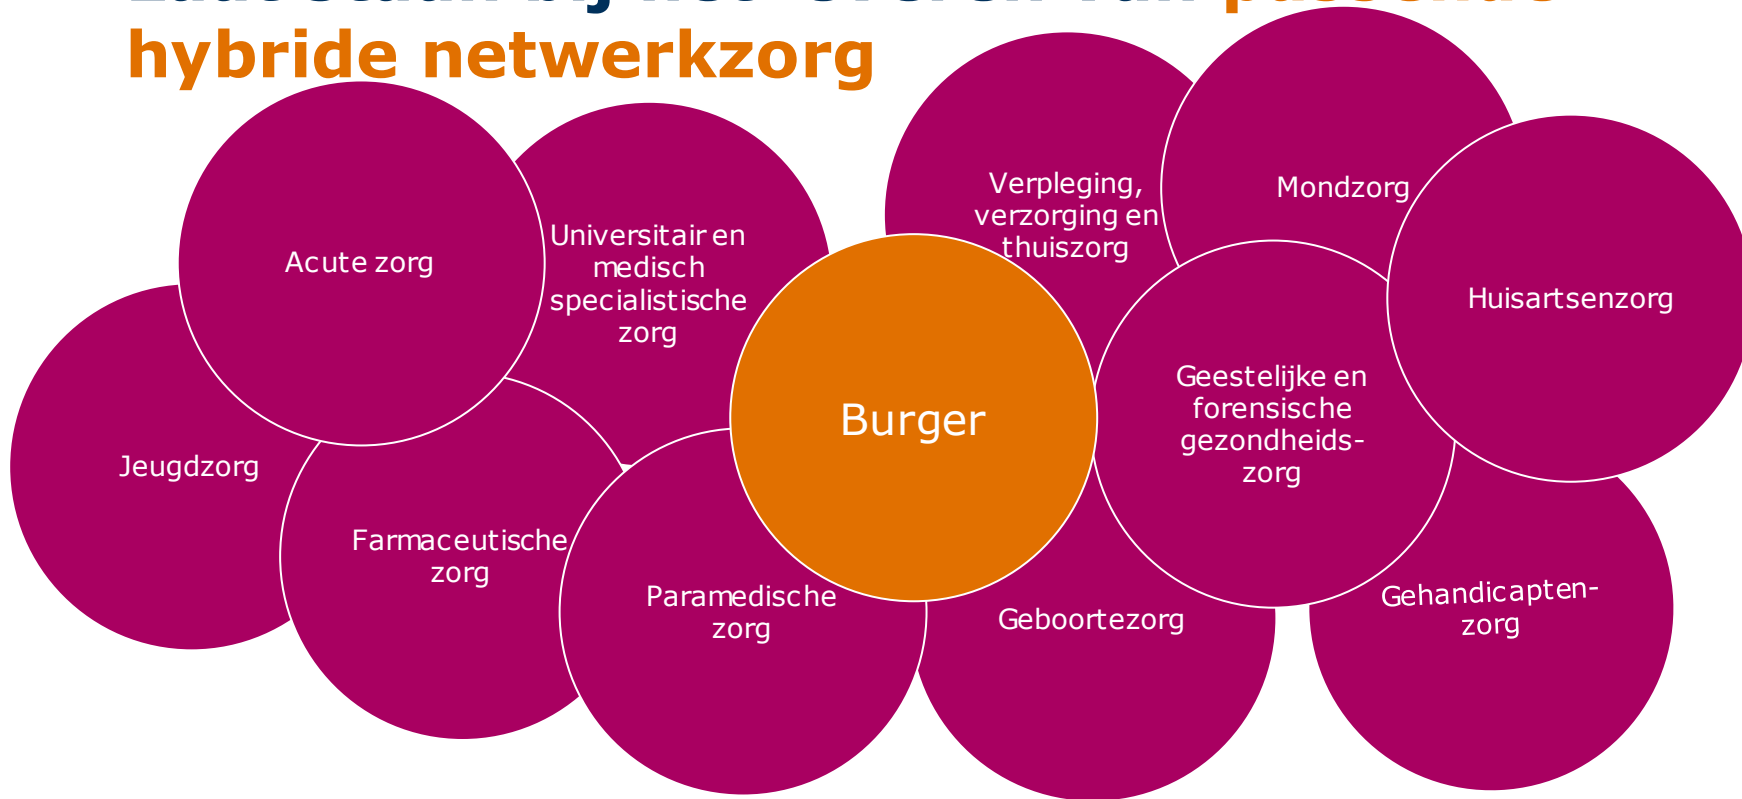 hybride netwerkzorg
Acute zorg
Universitair en
medisch
specialistische
zorg
Verpleging,
verzorging en
thuiszorg
Mondzorg
Huisartsenzorg
Burger
Geestelijke en
forensische
gezondheids-
zorg
Jeugdzorg
Farmaceutische
zorg
Paramedische
zorg
Geboortezorg
Gehandicapten-
zorg